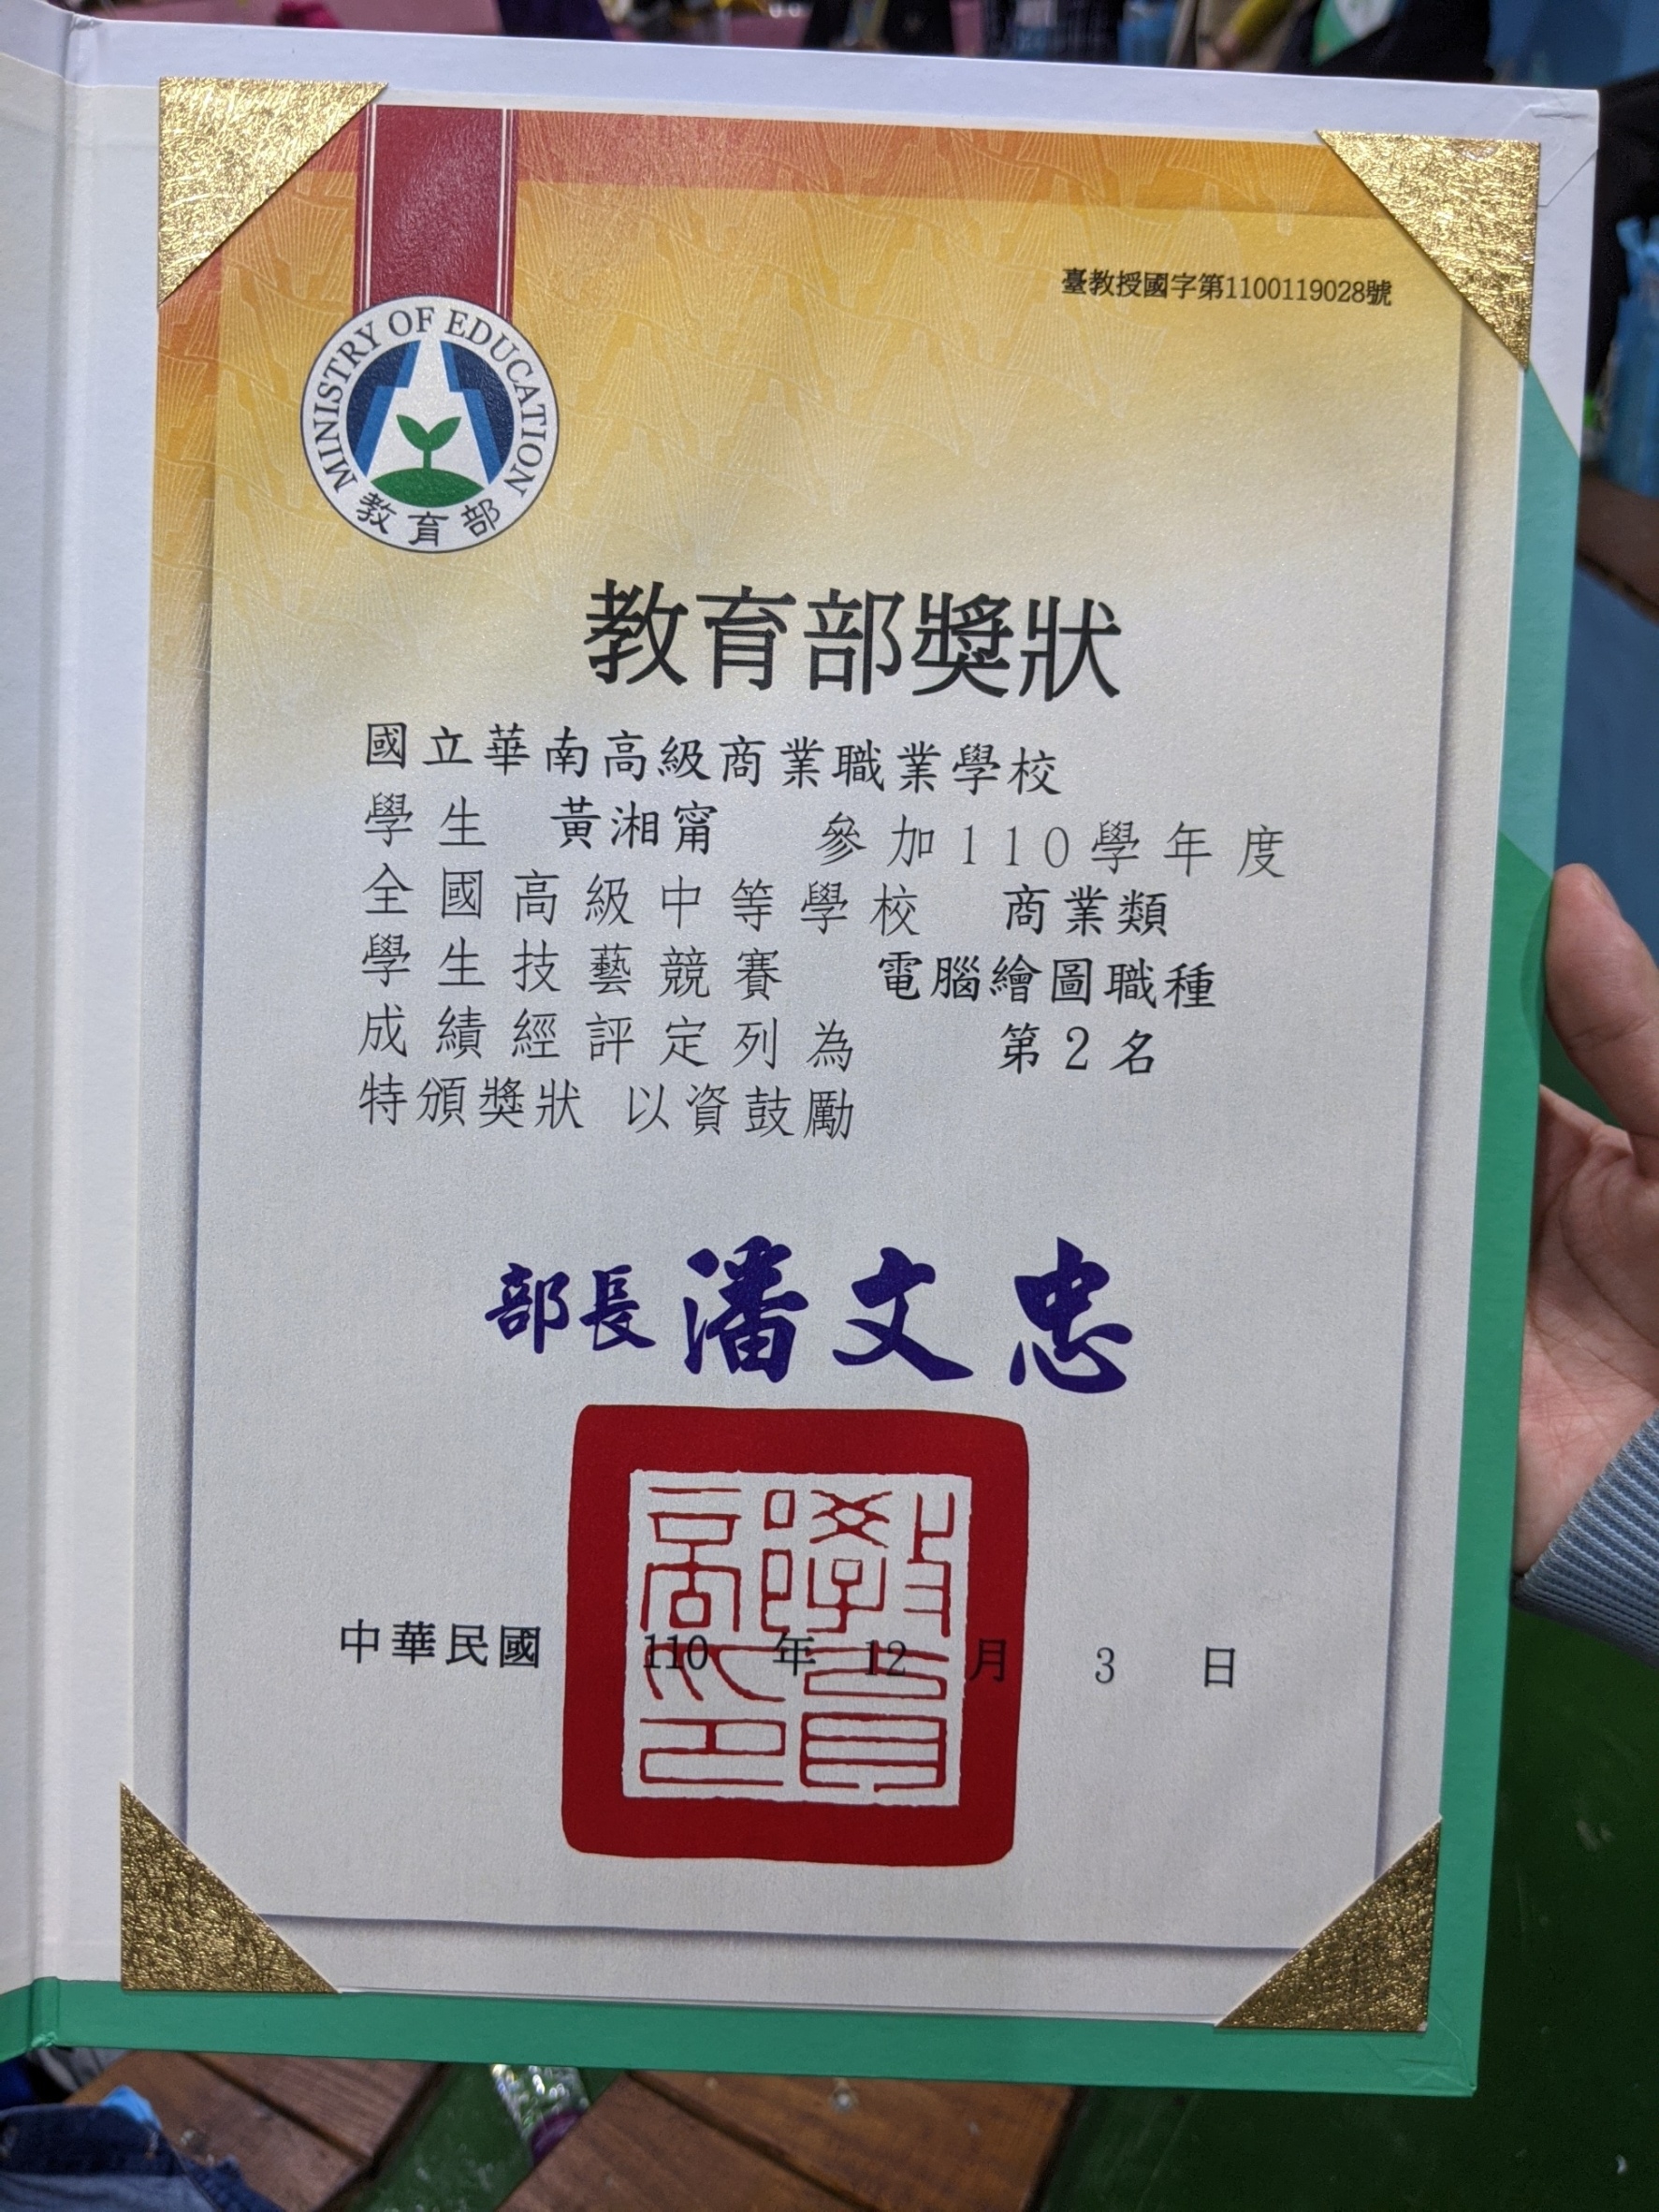 臺教授國字第1100119028號
MINISTRY OF EDUCATION
教育部
教育部獎狀
國立華南高級商業職業學校
學生 黃湘甯 參加110學年度
全國高級中等學校 商業類
學生技藝競賽 電腦繪圖職種
成績經評定列為 第2名
特頒獎狀 以資鼓勵
部長 潘文忠
中華民國 110 年 12 月 3 日